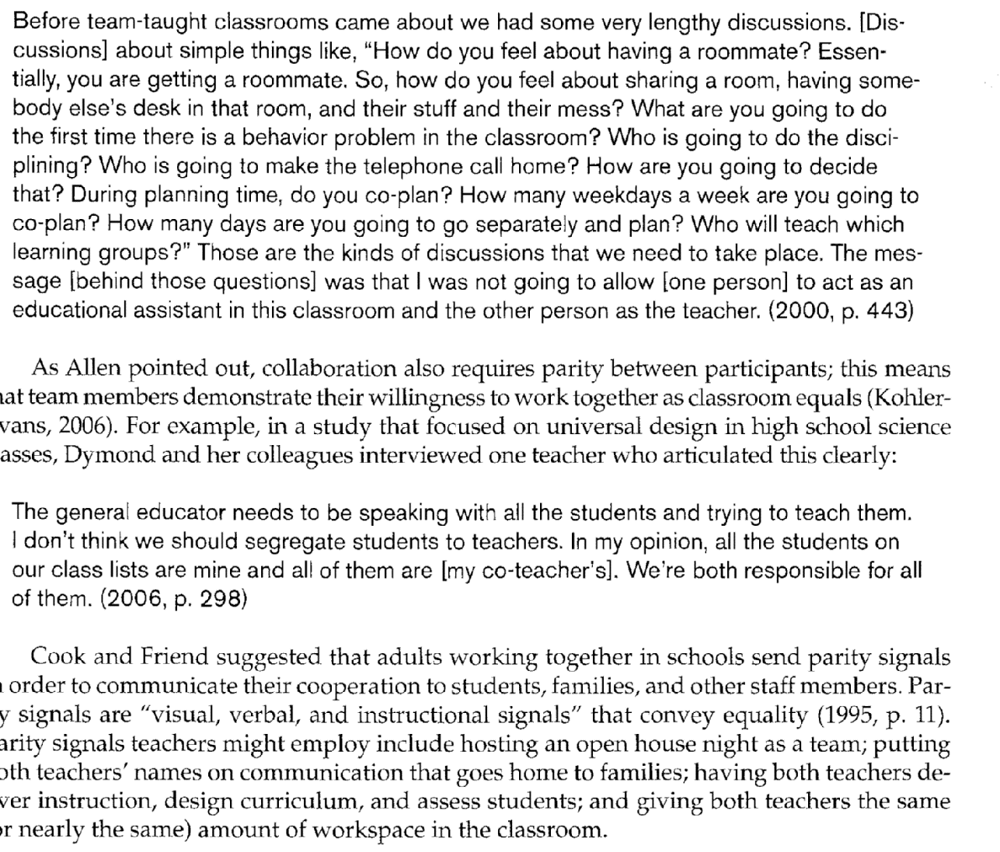 Before team-taught classrooms came about we had some very lengthy discussions. [Dis-
cussions] about simple things like, “How do you feel about having a roommate? Essen-
tially, you are getting a roommate. So, how do you feel about sharing a room, having some-
body else’s desk in that room, and their stuff and their mess? What are you going to do
the first time there is a behavior problem in the classroom? Who is going to do the disci-
plining? Who is going to make the telephone call home? How are you going to decide
that? During planning time, do you co-plan? How many weekdays a week are you going to
co-plan? How many days are you going to go separately and plan? Who will teach which
learning groups?” Those are the kinds of discussions that we need to take place. The mes-
sage [behind those questions] was that I was not going to allow [one person] to act as an
educational assistant in this classroom and the other person as the teacher. (2000, p. 443)
As Allen pointed out, collaboration also requires parity between participants; this means
at team members demonstrate their willingness to work together as classroom equals (Kohler-
vans, 2006). For example, in a study that focused on universal design in high school science
asses, Dymond and her colleagues interviewed one teacher who articulated this clearly:
The general educator needs to be speaking with all the students and trying to teach them.
I don’t think we should segregate students to teachers. In my opinion, all the students on
our class lists are mine and all of them are [my co-teacher’s]. We’re both responsible for all
of them. (2006, p. 298)
Cook and Friend suggested that adults working together in schools send parity signals
order to communicate their cooperation to students, families, and other staff members. Par-
y signals are “visual, verbal, and instructional signals” that convey equality (1995, p. 11).
arity signals teachers might employ include hosting an open house night as a team; putting
oth teachers’ names on communication that goes home to families; having both teachers de-
ver instruction, design curriculum, and assess students; and giving both teachers the same
or nearly the same) amount of workspace in the classroom.